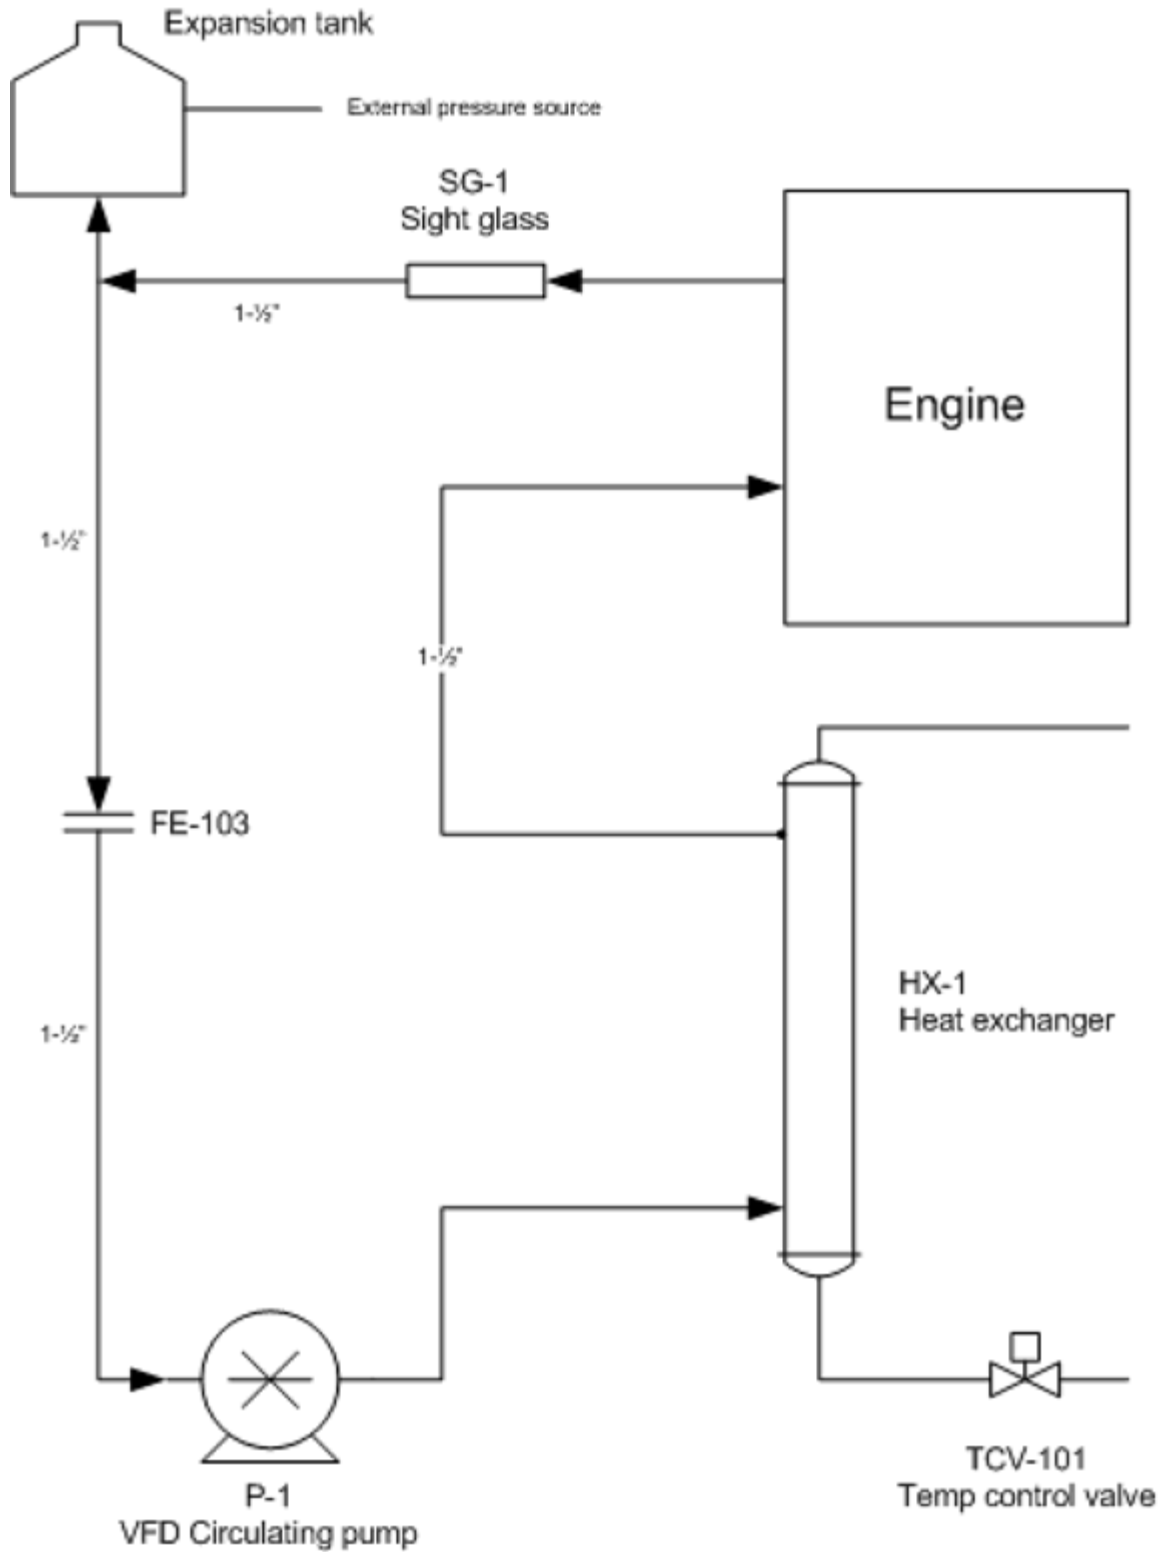 Expansion tank
External pressure source
SG-1
Sight glass
1-½"
Engine
1-½"
1-½"
FE-103
HX-1
Heat exchanger
1-½"
TCV-101
Temp control valve
P-1
VFD Circulating pump